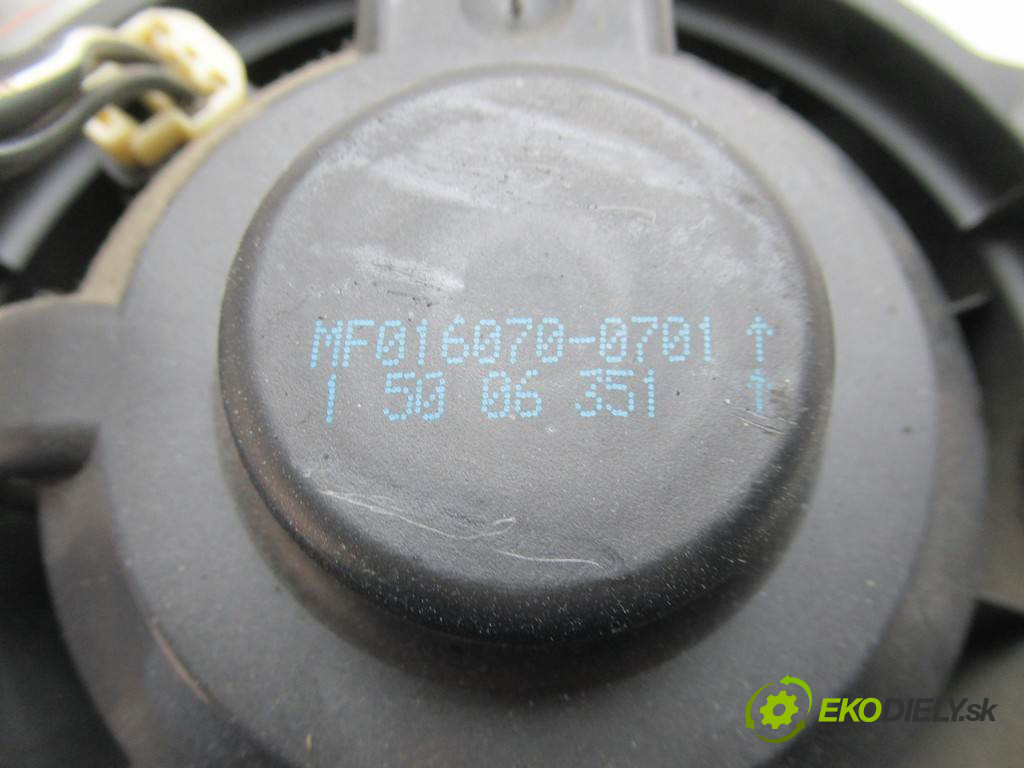 MF016070-0701 ↑
1 50 06 351 ↑
EKODIELY.sk